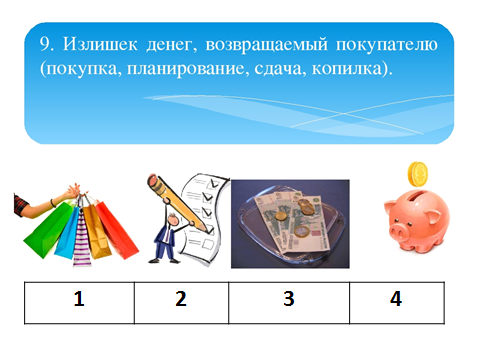 9. Излишек денег, возвращаемый покупателю
(покупка, планирование, сдача, копилка).
1 2 3 4